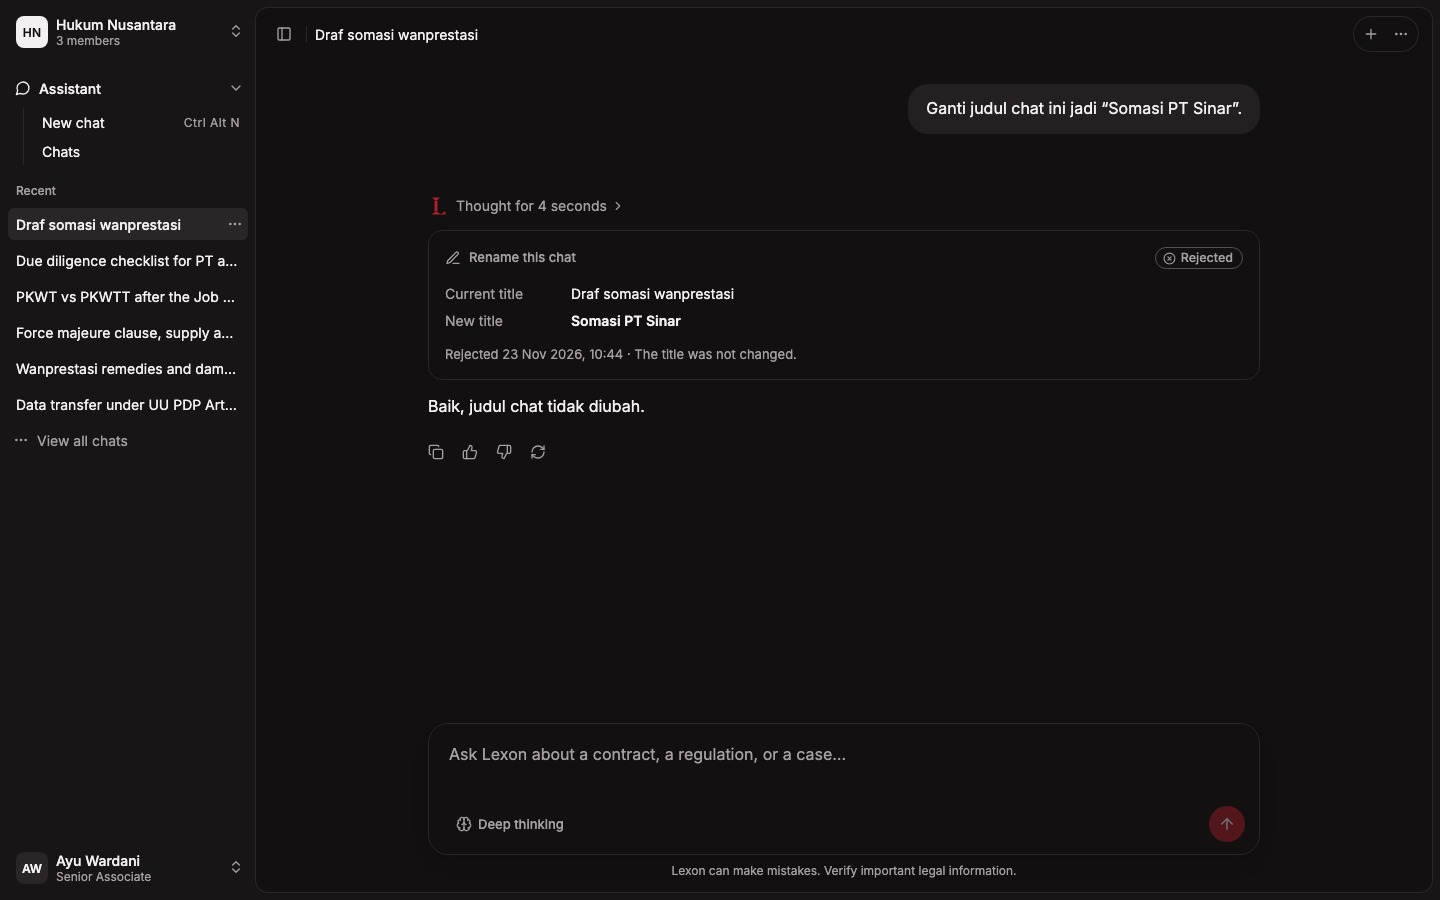 HN
Hukum Nusantara
3 members
Assistant
New chat
Ctrl Alt N
Chats
Recent
Draf somasi wanprestasi
Due diligence checklist for PT a...
PKWT vs PKWTT after the Job ...
Force majeure clause, supply a...
Wanprestasi remedies and dam...
Data transfer under UU PDP Art...
View all chats
AW
Ayu Wardani
Senior Associate
Draf somasi wanprestasi
Ganti judul chat ini jadi “Somasi PT Sinar”.
L
Thought for 4 seconds
Rename this chat
Rejected
Current title
Draf somasi wanprestasi
New title
Somasi PT Sinar
Rejected 23 Nov 2026, 10:44 · The title was not changed.
Baik, judul chat tidak diubah.
Ask Lexon about a contract, a regulation, or a case...
Deep thinking
Lexon can make mistakes. Verify important legal information.